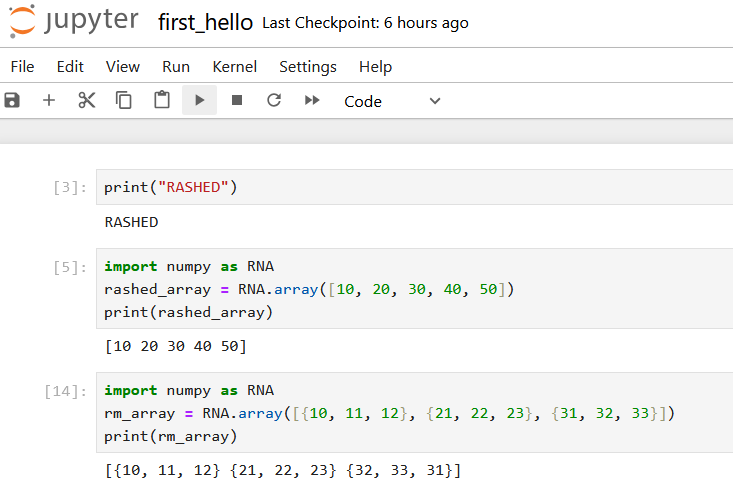 jupyter first_hello Last Checkpoint: 6 hours ago
File Edit View Run Kernel Settings Help
Code
[3]: print("RASHED")
RASHED
[5]: import numpy as RNA
rashed_array = RNA.array([10, 20, 30, 40, 50])
print(rashed_array)
[10 20 30 40 50]
[14]: import numpy as RNA
rm_array = RNA.array([{10, 11, 12}, {21, 22, 23}, {31, 32, 33}])
print(rm_array)
[{10, 11, 12} {21, 22, 23} {32, 33, 31}]